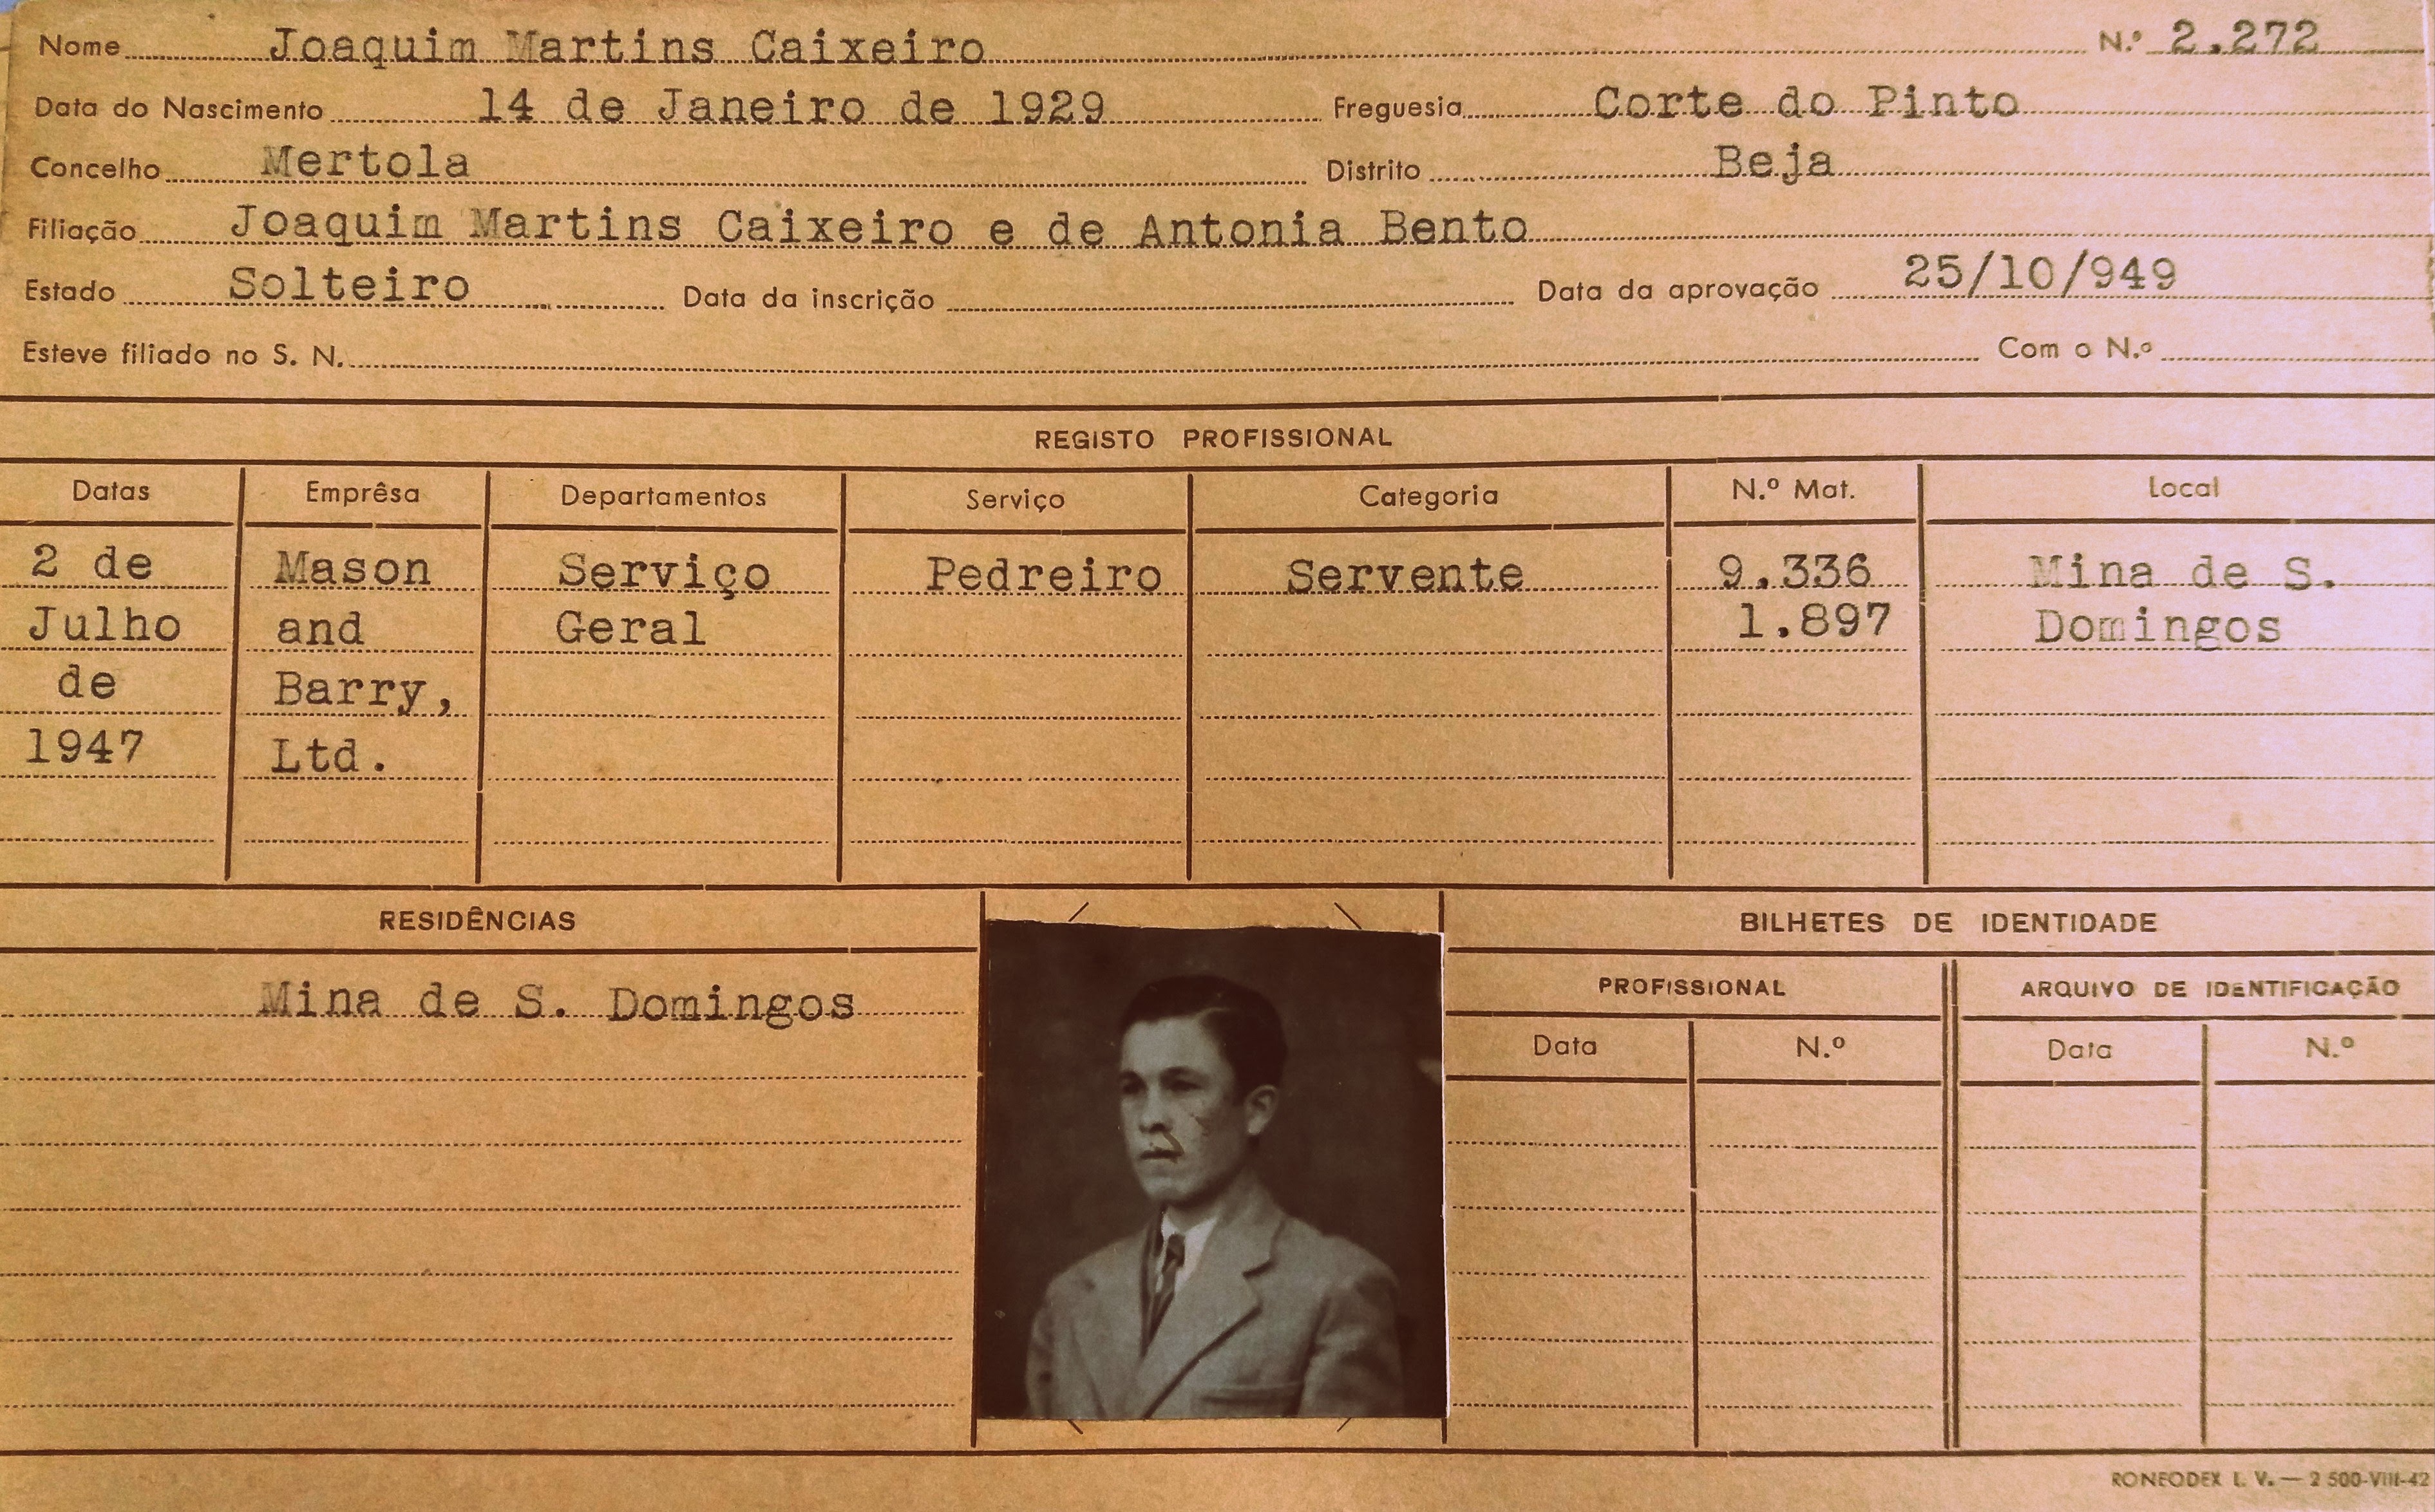 Nome Joaquim Martins Caixeiro N.º 2.272
Data do Nascimento 14 de Janeiro de 1929 Freguesia Corte do Pinto
Concelho Mertola Distrito Beja
Filiação Joaquim Martins Caixeiro e de Antonia Bento
Estado Solteiro Data da inscrição Data da aprovação 25/10/949
Esteve filiado no S. N. Com o N.º
REGISTO PROFISSIONAL
Datas Emprêsa Departamentos Serviço Categoria N.º Mat. Local
2 de Mason Serviço Pedreiro Servente 9.336 Mina de S.
Julho and Geral 1.897 Domingos
de Barry,
1947 Ltd.
RESIDÊNCIAS BILHETES DE IDENTIDADE
PROFISSIONAL ARQUIVO DE IDENTIFICAÇÃO
Mina de S. Domingos
Data N.º Data N.º
RONEODEX L. V. — 2 500-VIII-42